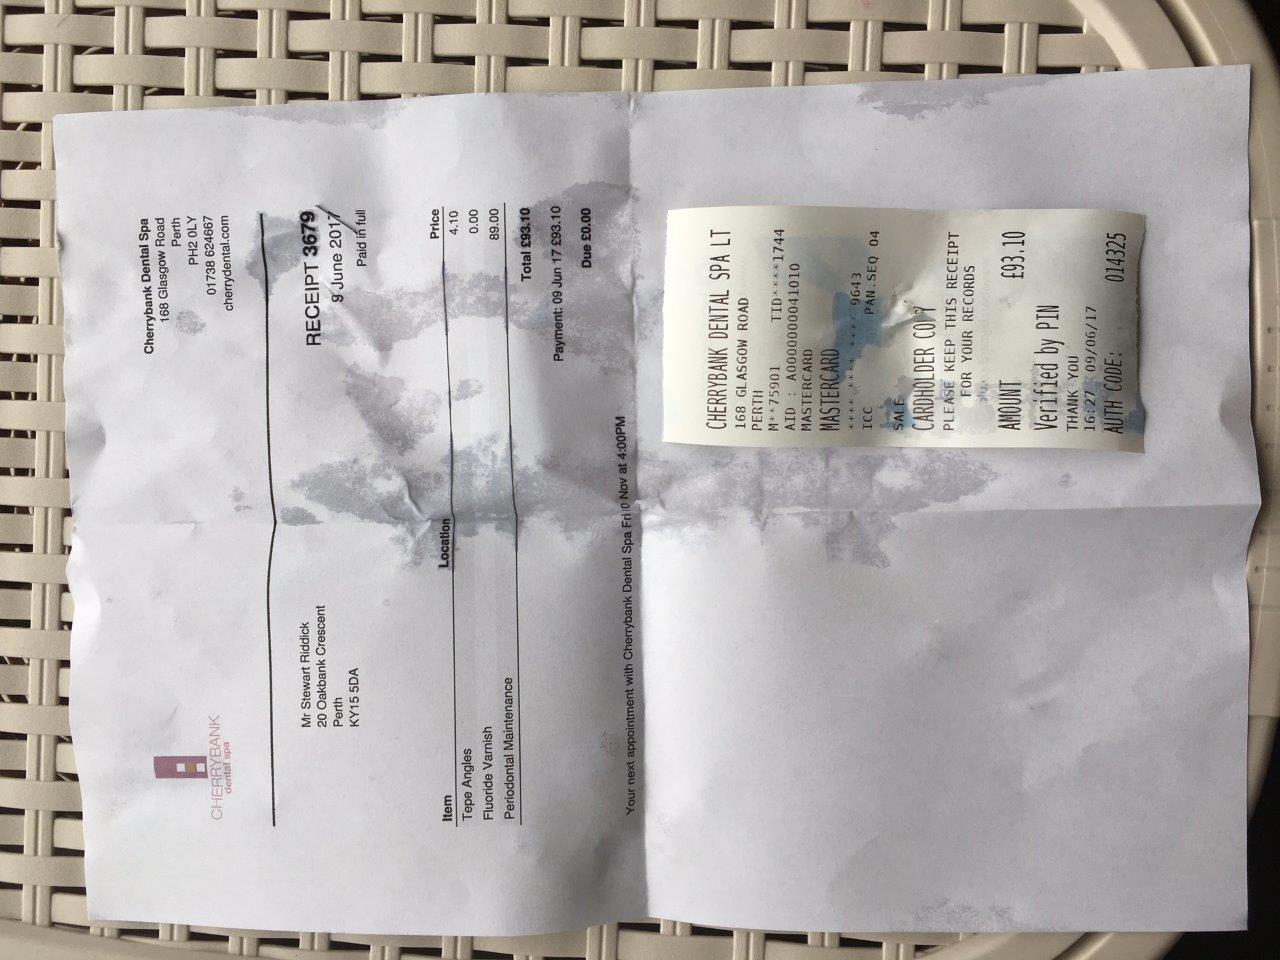 CHERRYBANK
dental spa
Cherrybank Dental Spa
168 Glasgow Road
Perth
PH2 0LY
01738 624667
cherrydental.com
Mr Stewart Riddick
20 Oakbank Crescent
Perth
KY15 5DA
RECEIPT 3679
9 June 2017
Paid in full
Item Location Price
Tepe Angles 4.10
Fluoride Varnish 0.00
Periodontal Maintenance 89.00
Total £93.10
Payment: 09 Jun 17 £93.10
Due £0.00
Your next appointment with Cherrybank Dental Spa Fri 0 Nov at 4:00PM
CHERRYBANK DENTAL SPA LT
168 GLASGOW ROAD
PERTH
M**75901 TID****1744
AID : A0000000041010
MASTERCARD
MASTERCARD
**** **** **** 9643
ICC PAN.SEQ 04
SALE
CARDHOLDER COPY
PLEASE KEEP THIS RECEIPT
FOR YOUR RECORDS
AMOUNT £93.10
Verified by PIN
THANK YOU
16:27 09/06/17
AUTH CODE: 014325